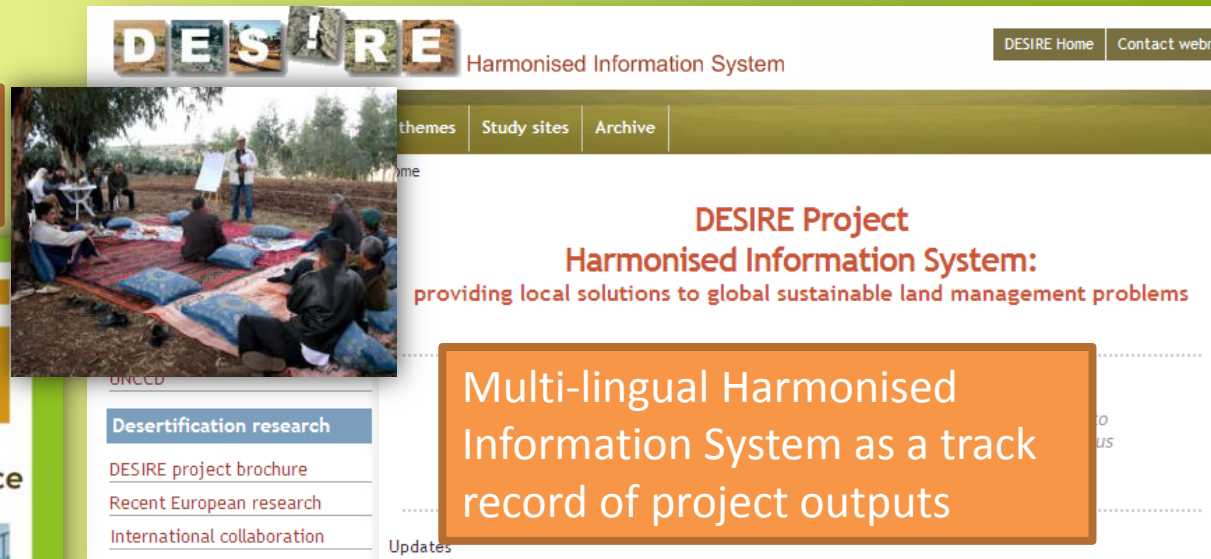 DES!RE Harmonised Information System
DESIRE Home
Contact
themes
Study sites
Archive
DESIRE Project
Harmonised Information System:
providing local solutions to global sustainable land management problems
UNCCD
Desertification research
DESIRE project brochure
Recent European research
International collaboration
Multi-lingual Harmonised
Information System as a track
record of project outputs
Updates